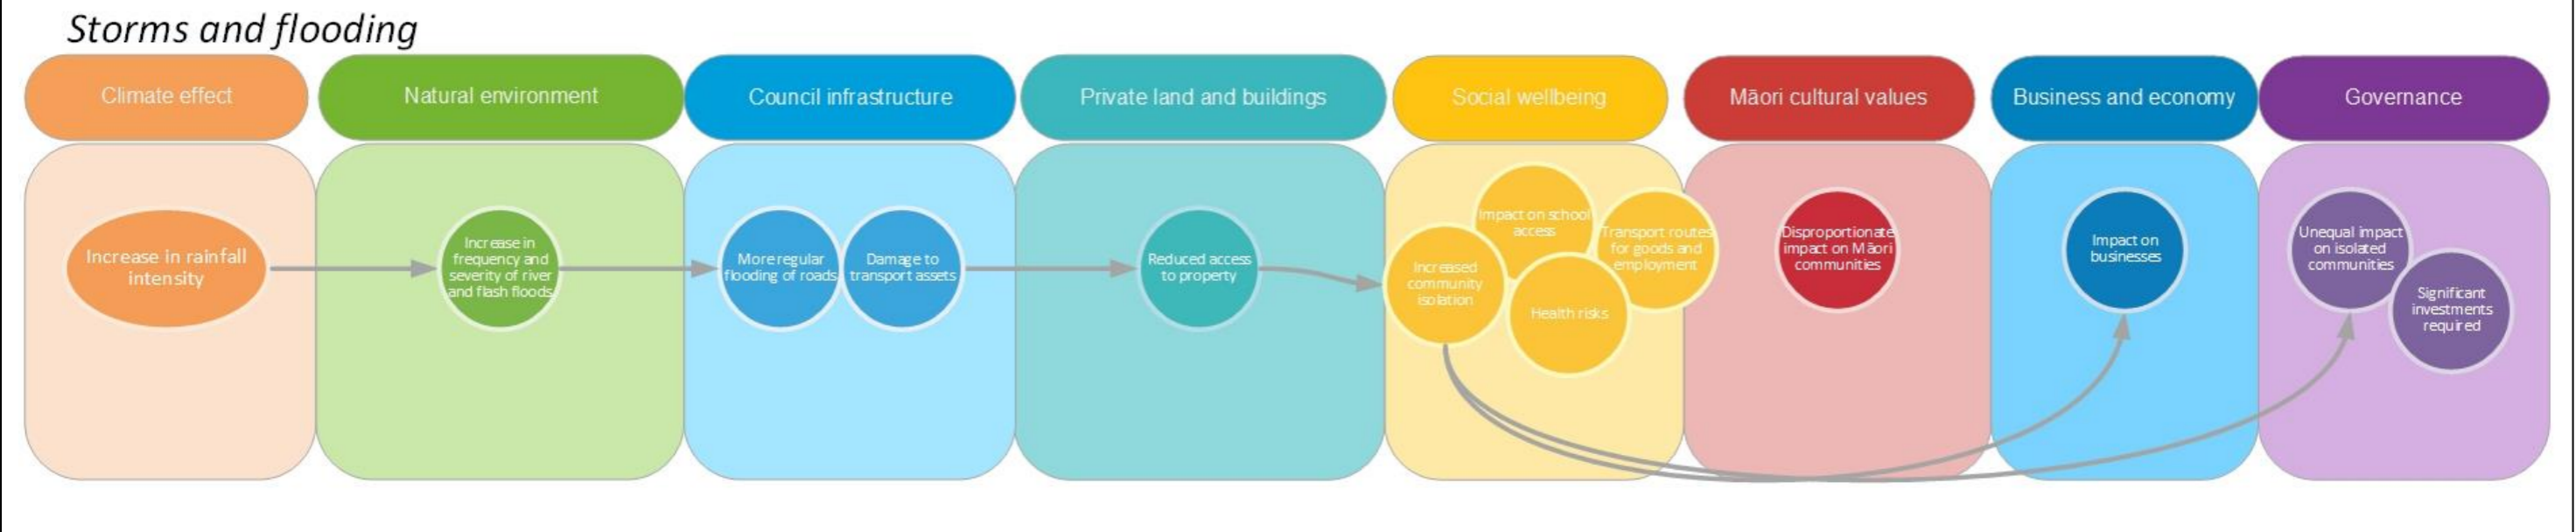 Storms and flooding
Climate effect
Natural environment
Council infrastructure
Private land and buildings
Social wellbeing
Māori cultural values
Business and economy
Governance
Increase in rainfall
intensity
Increase in
frequency and
severity of river
and flash floods
More regular
flooding of roads
Damage to
transport assets
Reduced access
to property
Increased
community
isolation
Impact on school
access
Health risks
Transport routes
for goods and
employment
Disproportionate
impact on Māori
communities
Impact on
businesses
Unequal impact
on isolated
communities
Significant
investments
required